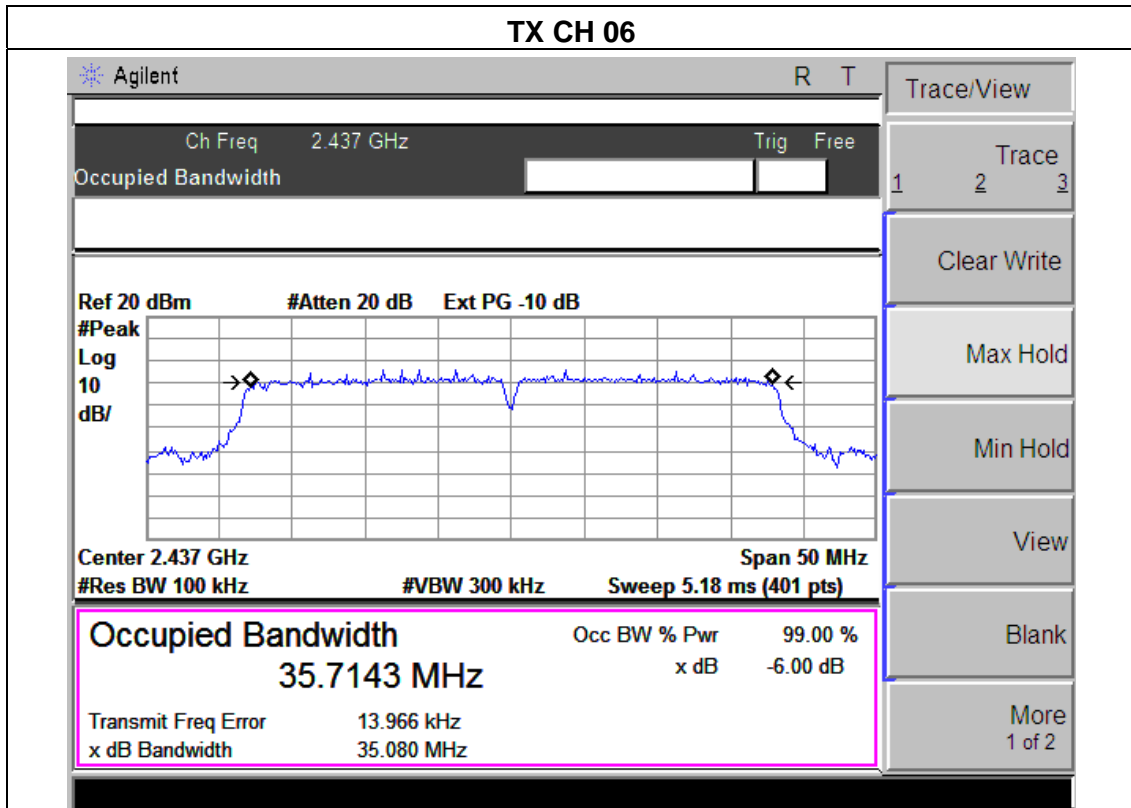 TX CH 06
Agilent R T
Ch Freq 2.437 GHz Trig Free
Occupied Bandwidth
Ref 20 dBm #Atten 20 dB Ext PG -10 dB
#Peak
Log
10
dB/
Center 2.437 GHz Span 50 MHz
#Res BW 100 kHz #VBW 300 kHz Sweep 5.18 ms (401 pts)
Occupied Bandwidth Occ BW % Pwr 99.00 %
35.7143 MHz x dB -6.00 dB
Transmit Freq Error 13.966 kHz
x dB Bandwidth 35.080 MHz
Trace/View
Trace
1 2 3
Clear Write
Max Hold
Min Hold
View
Blank
More
1 of 2